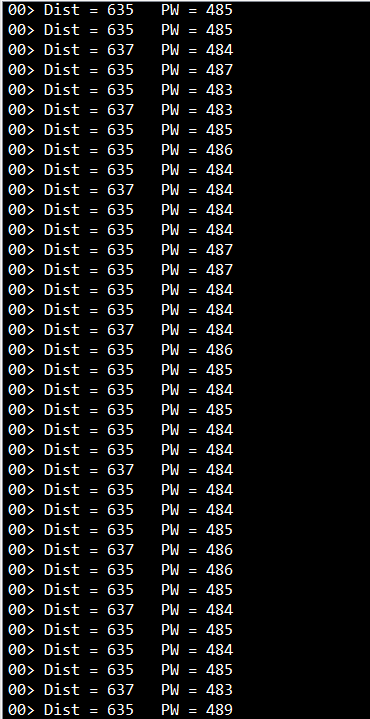 00> Dist = 635   PW = 485
00> Dist = 635   PW = 485
00> Dist = 637   PW = 484
00> Dist = 635   PW = 487
00> Dist = 635   PW = 483
00> Dist = 637   PW = 483
00> Dist = 635   PW = 485
00> Dist = 635   PW = 486
00> Dist = 635   PW = 484
00> Dist = 637   PW = 484
00> Dist = 635   PW = 484
00> Dist = 635   PW = 484
00> Dist = 635   PW = 487
00> Dist = 635   PW = 487
00> Dist = 635   PW = 484
00> Dist = 635   PW = 484
00> Dist = 637   PW = 484
00> Dist = 635   PW = 486
00> Dist = 635   PW = 485
00> Dist = 635   PW = 484
00> Dist = 635   PW = 485
00> Dist = 635   PW = 484
00> Dist = 635   PW = 484
00> Dist = 637   PW = 484
00> Dist = 635   PW = 484
00> Dist = 635   PW = 484
00> Dist = 635   PW = 485
00> Dist = 637   PW = 486
00> Dist = 635   PW = 486
00> Dist = 635   PW = 485
00> Dist = 637   PW = 484
00> Dist = 635   PW = 485
00> Dist = 635   PW = 484
00> Dist = 635   PW = 485
00> Dist = 637   PW = 483
00> Dist = 635   PW = 489